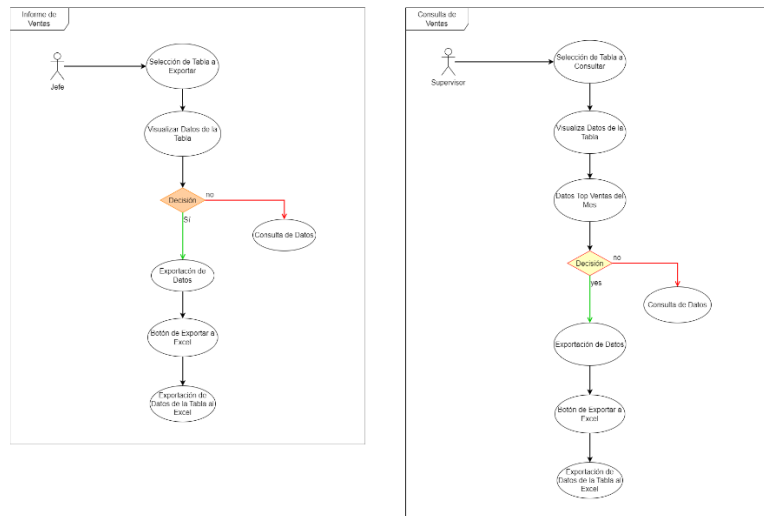 Informe de
Ventas
Jefe
Selección de Tabla a
Exportar
Visualizar Datos de la
Tabla
Decisión
no
Sí
Consulta de Datos
Exportacón de
Datos
Botón de Exportar a
Excel
Exportación de
Datos de la Tabla al
Excel
Consulta de
Ventas
Supervisor
Selección de Tabla a
Consultar
Visualiza Datos de la
Tabla
Datos Top Ventas del
Mes
Decisión
no
yes
Consulta de Datos
Exportación de Datos
Botón de Exportar a
Excel
Exportación de
Datos de la Tabla al
Excel